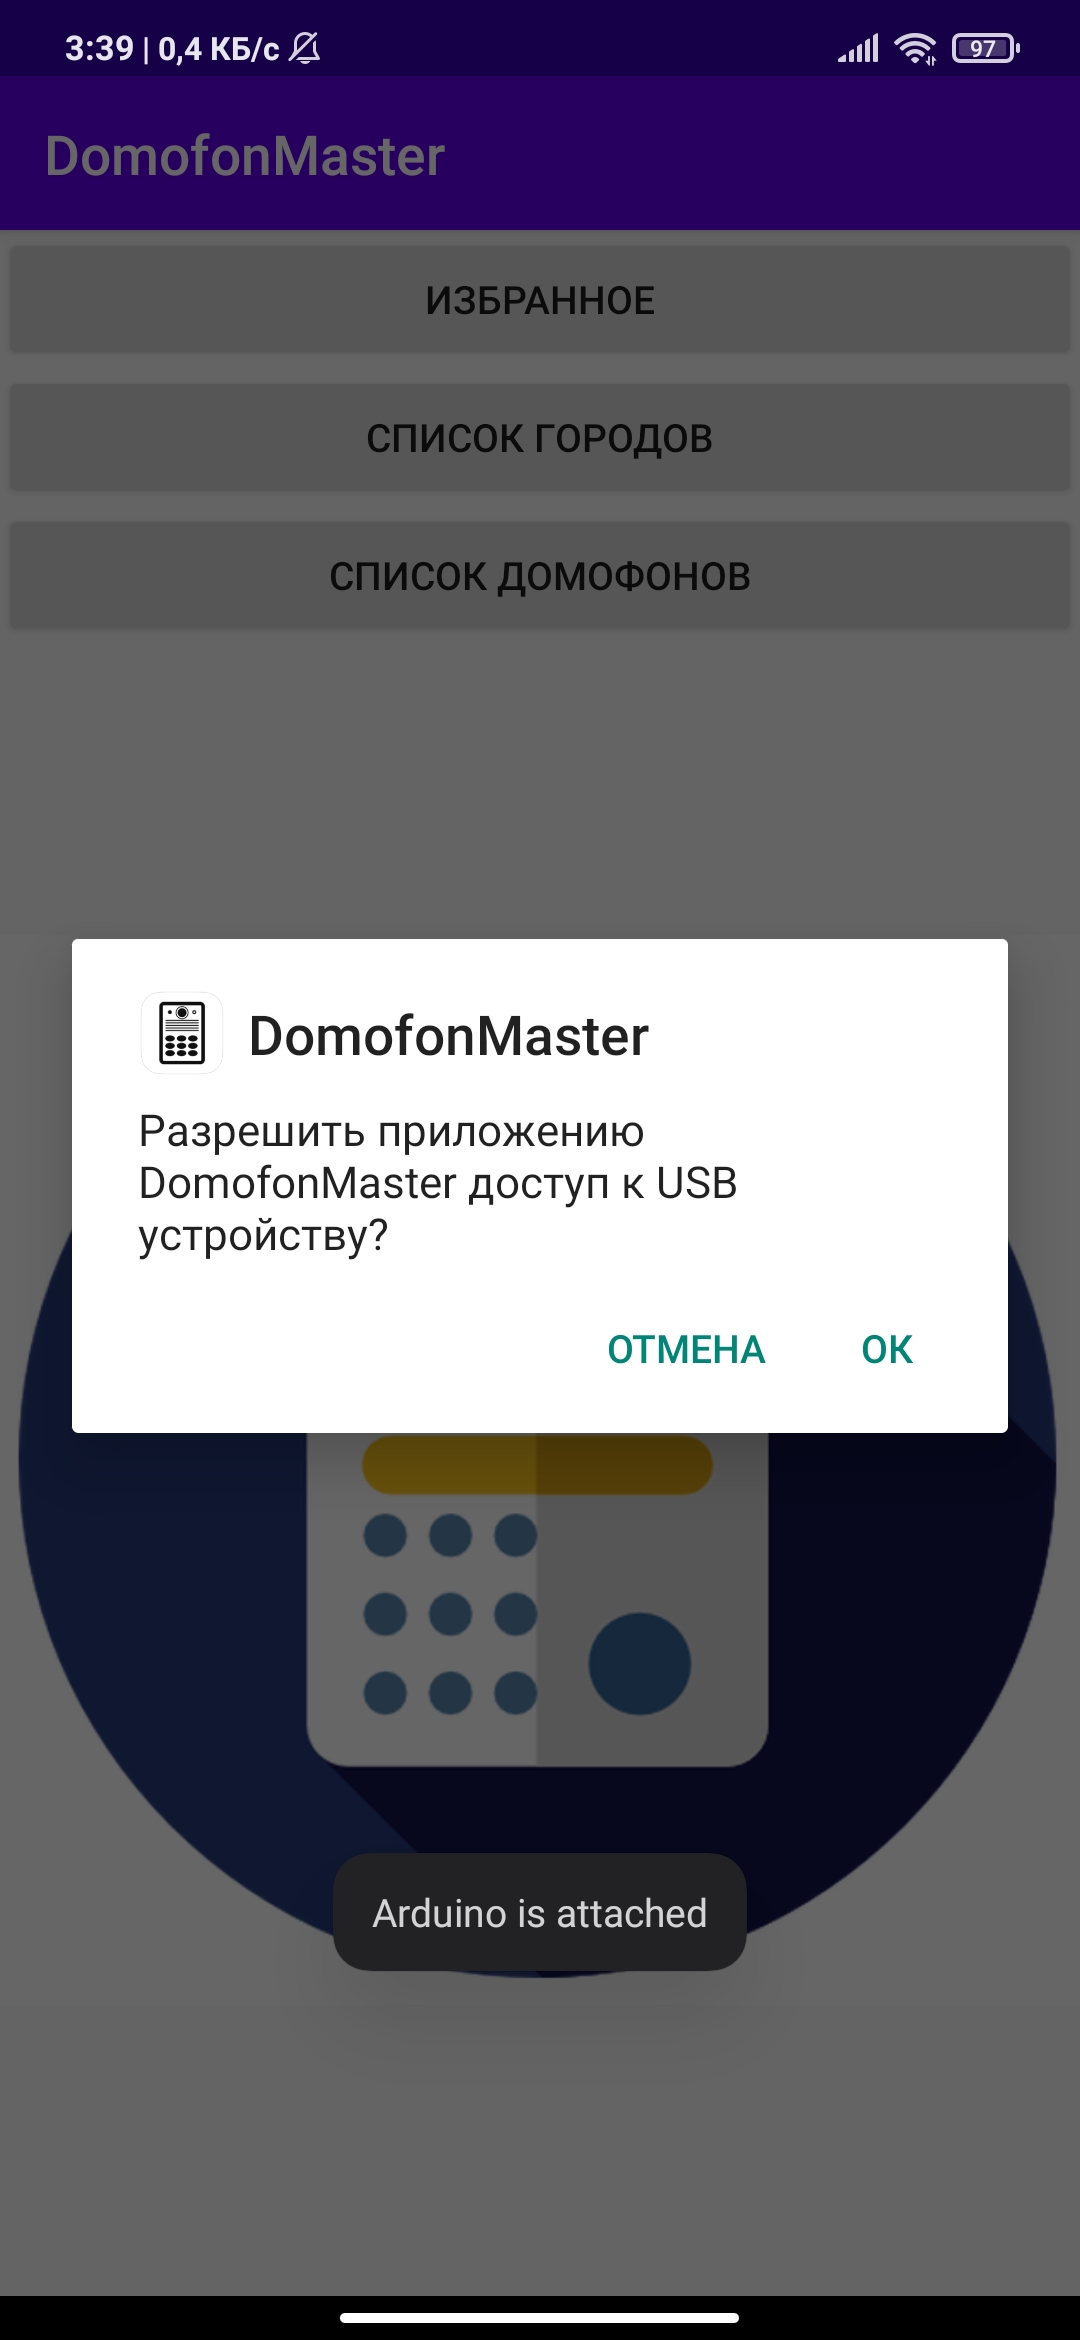 3:39 | 0,4 КБ/с
97
DomofonMaster
ИЗБРАННОЕ
СПИСОК ГОРОДОВ
СПИСОК ДОМОФОНОВ
DomofonMaster
Разрешить приложению
DomofonMaster доступ к USB
устройству?
ОТМЕНА
ОК
Arduino is attached